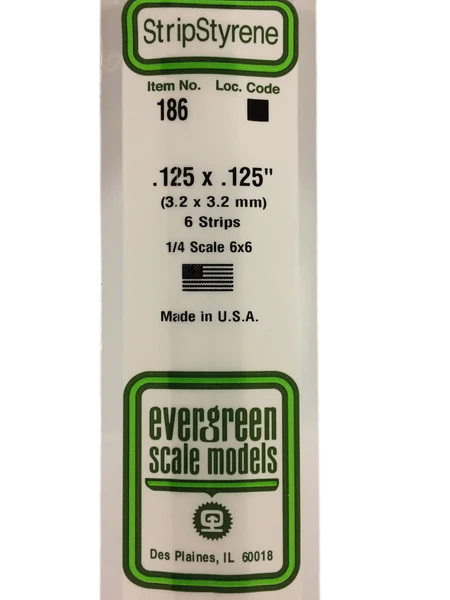 StripStyrene
Item No. Loc. Code
186
.125 x .125"
(3.2 x 3.2 mm)
6 Strips
1/4 Scale 6x6
Made in U.S.A.
evergreen
scale models
Des Plaines, IL 60018